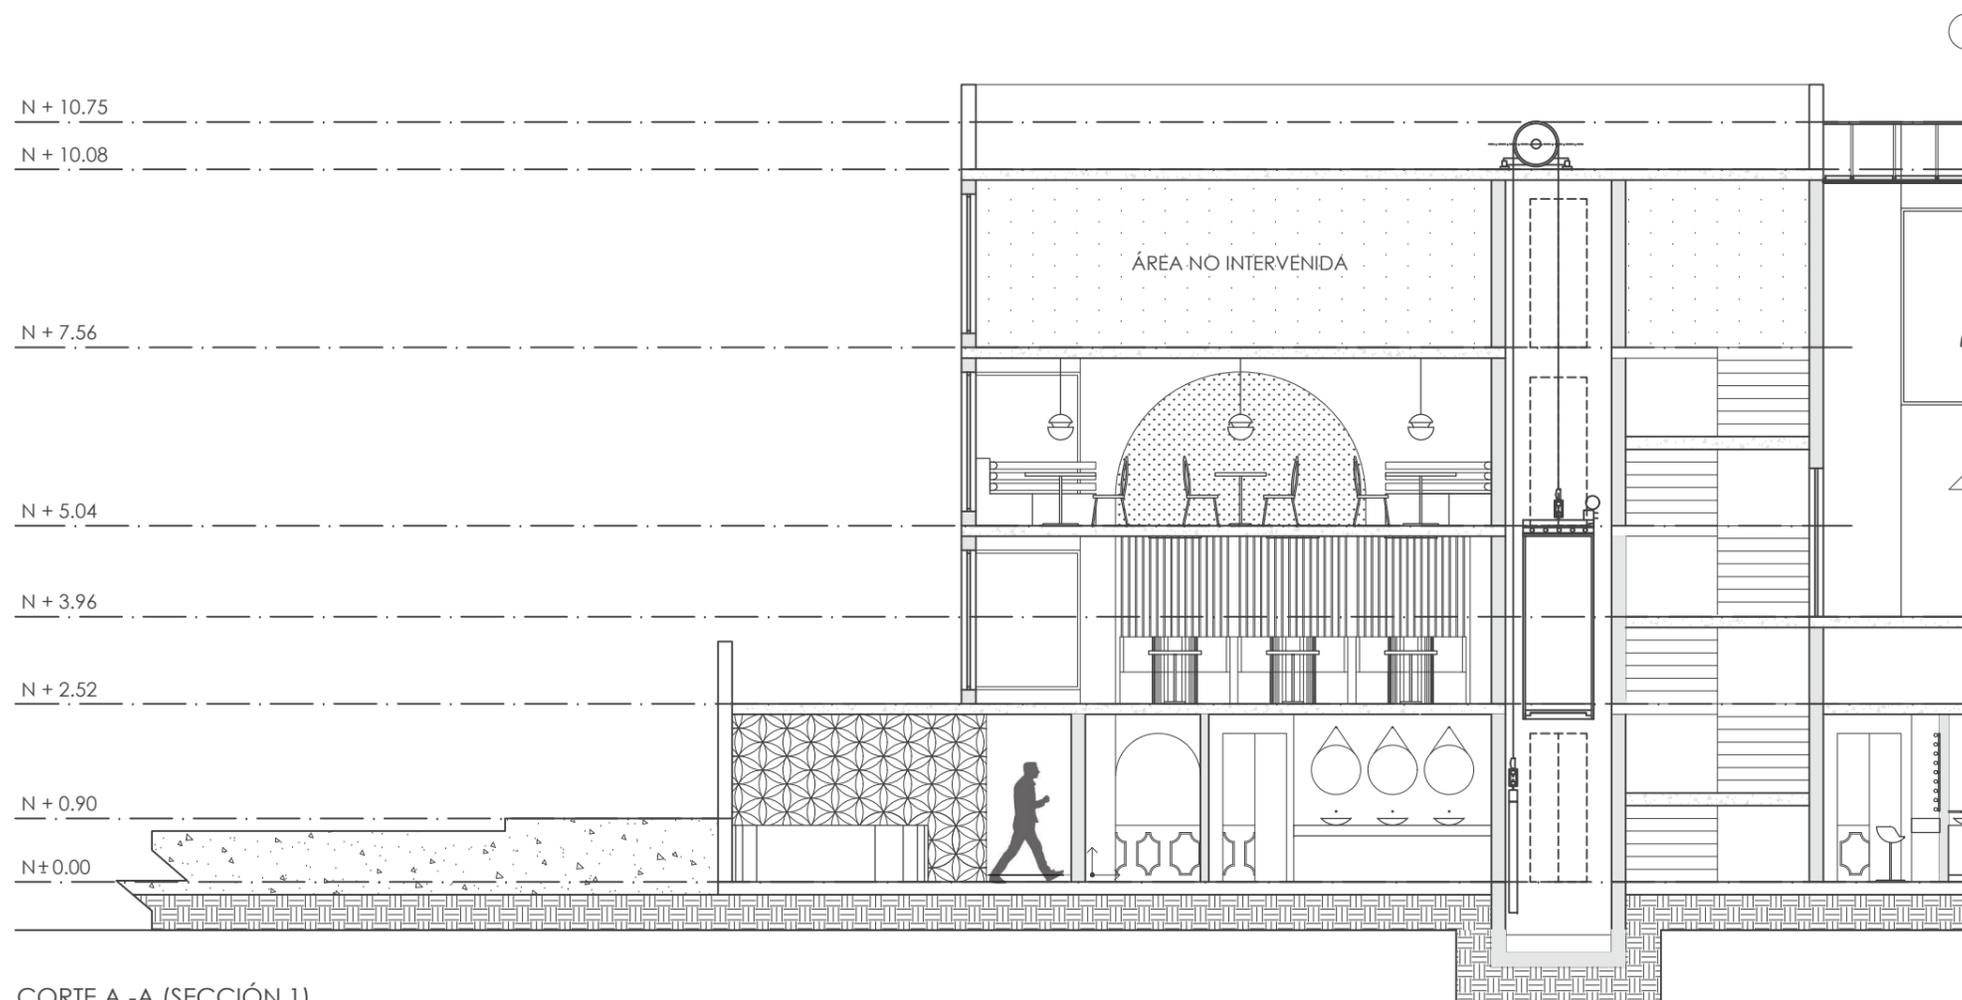 N + 10.75
N + 10.08
ÁREA NO INTERVENIDA
N + 7.56
N + 5.04
N + 3.96
N + 2.52
N + 0.90
N± 0.00
CORTE A -A (SECCIÓN 1)